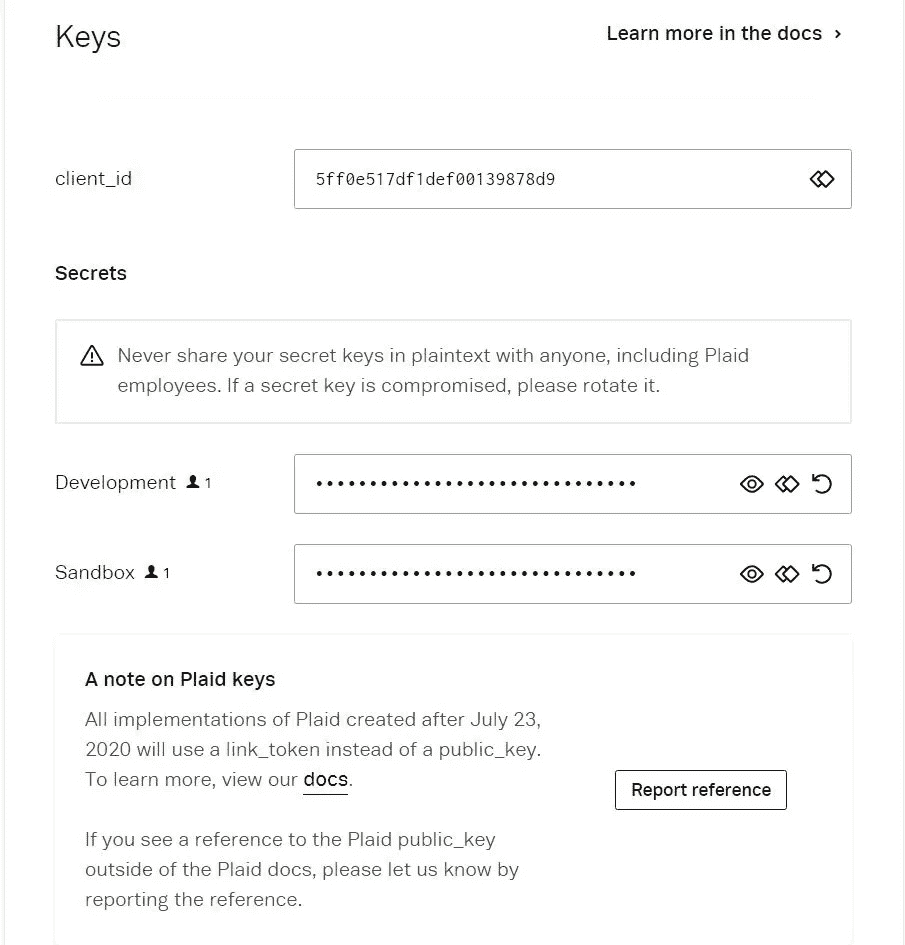 Keys
Learn more in the docs ›
client_id
5ff0e517df1def00139878d9
Secrets
Never share your secret keys in plaintext with anyone, including Plaid
employees. If a secret key is compromised, please rotate it.
Development 1
••••••••••••••••••••••••••••••
Sandbox 1
••••••••••••••••••••••••••••••
A note on Plaid keys
All implementations of Plaid created after July 23,
2020 will use a link_token instead of a public_key.
To learn more, view our docs.
Report reference
If you see a reference to the Plaid public_key
outside of the Plaid docs, please let us know by
reporting the reference.